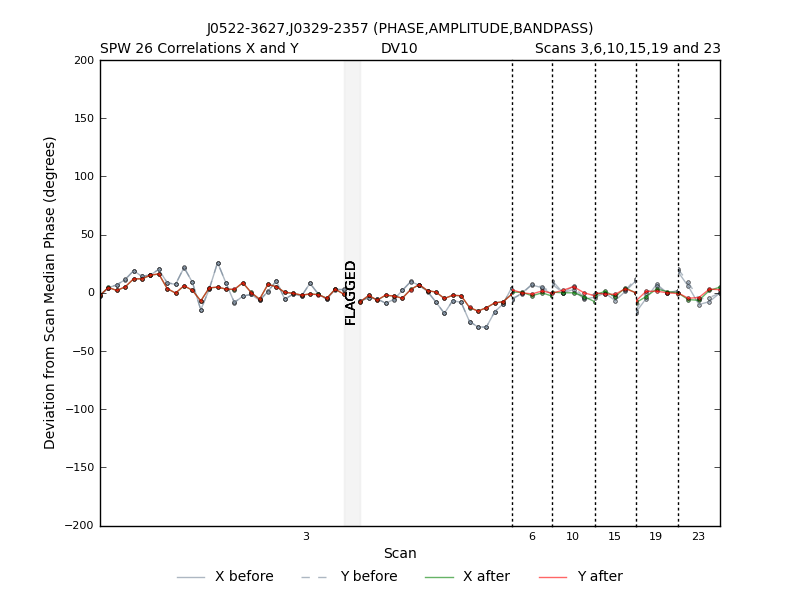 J0522-3627,J0329-2357 (PHASE,AMPLITUDE,BANDPASS)
SPW 26 Correlations X and Y DV10 Scans 3,6,10,15,19 and 23
200
150
100
50
0
−50
−100
−150
−200
Deviation from Scan Median Phase (degrees)
FLAGGED
3 6 10 15 19 23
Scan
X before Y before X after Y after